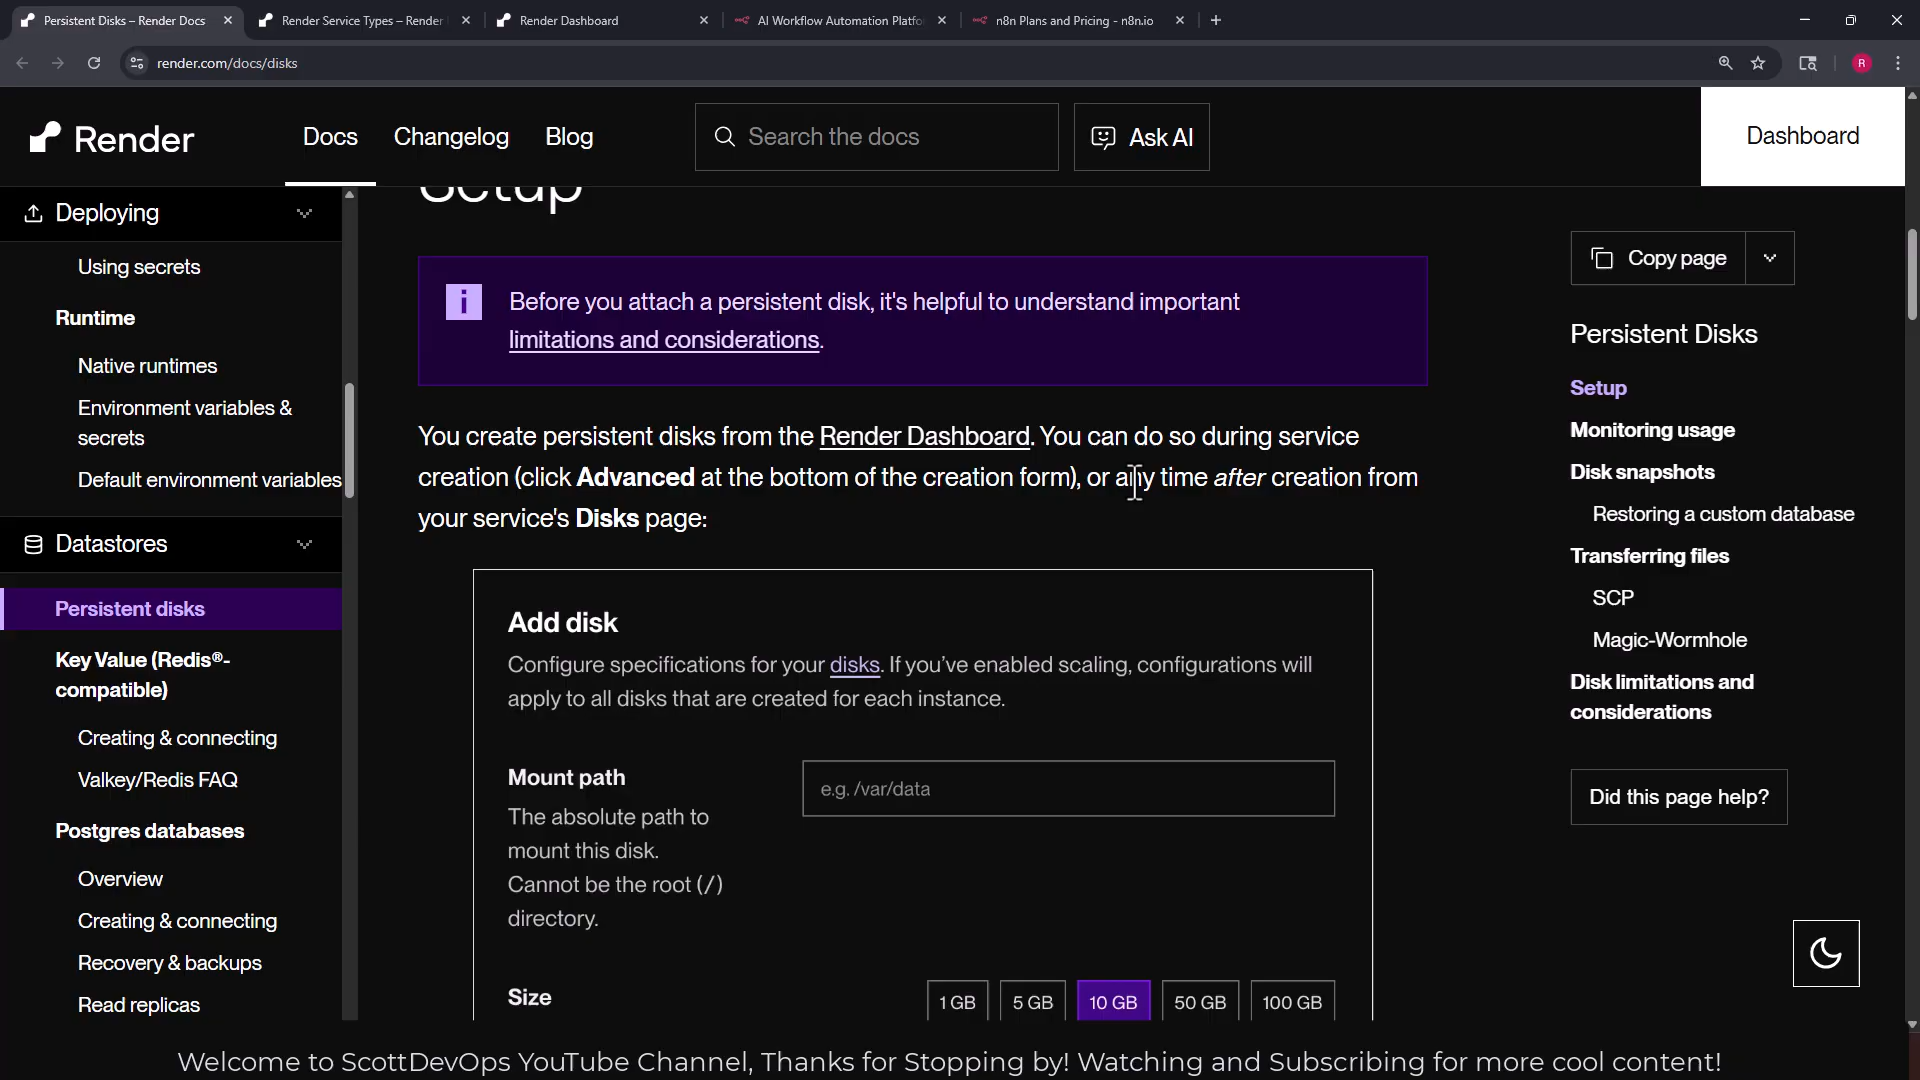 Persistent Disks – Render Docs
Render Service Types – Render
Render Dashboard
AI Workflow Automation Platfo
n8n Plans and Pricing - n8n.io
render.com/docs/disks
R
Render
Docs
Changelog
Blog
Search the docs
Ask AI
Dashboard
Deploying
Using secrets
Runtime
Native runtimes
Environment variables &
secrets
Default environment variables
Datastores
Persistent disks
Key Value (Redis®-
compatible)
Creating & connecting
Valkey/Redis FAQ
Postgres databases
Overview
Creating & connecting
Recovery & backups
Read replicas
Setup
Before you attach a persistent disk, it's helpful to understand important
limitations and considerations.
You create persistent disks from the Render Dashboard. You can do so during service
creation (click Advanced at the bottom of the creation form), or any time after creation from
your service's Disks page:
Add disk
Configure specifications for your disks. If you've enabled scaling, configurations will
apply to all disks that are created for each instance.
Mount path
The absolute path to
mount this disk.
Cannot be the root (/)
directory.
e.g. /var/data
Size
1 GB
5 GB
10 GB
50 GB
100 GB
Copy page
Persistent Disks
Setup
Monitoring usage
Disk snapshots
Restoring a custom database
Transferring files
SCP
Magic-Wormhole
Disk limitations and
considerations
Did this page help?
Welcome to ScottDevOps YouTube Channel, Thanks for Stopping by! Watching and Subscribing for more cool content!